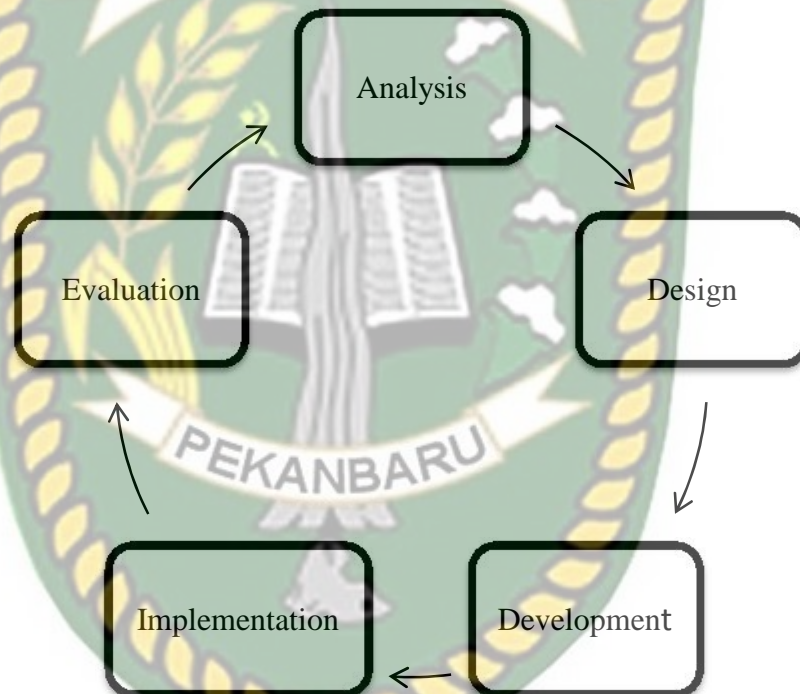 Analysis
Evaluation
Design
PEKANBARU
Implementation
Development